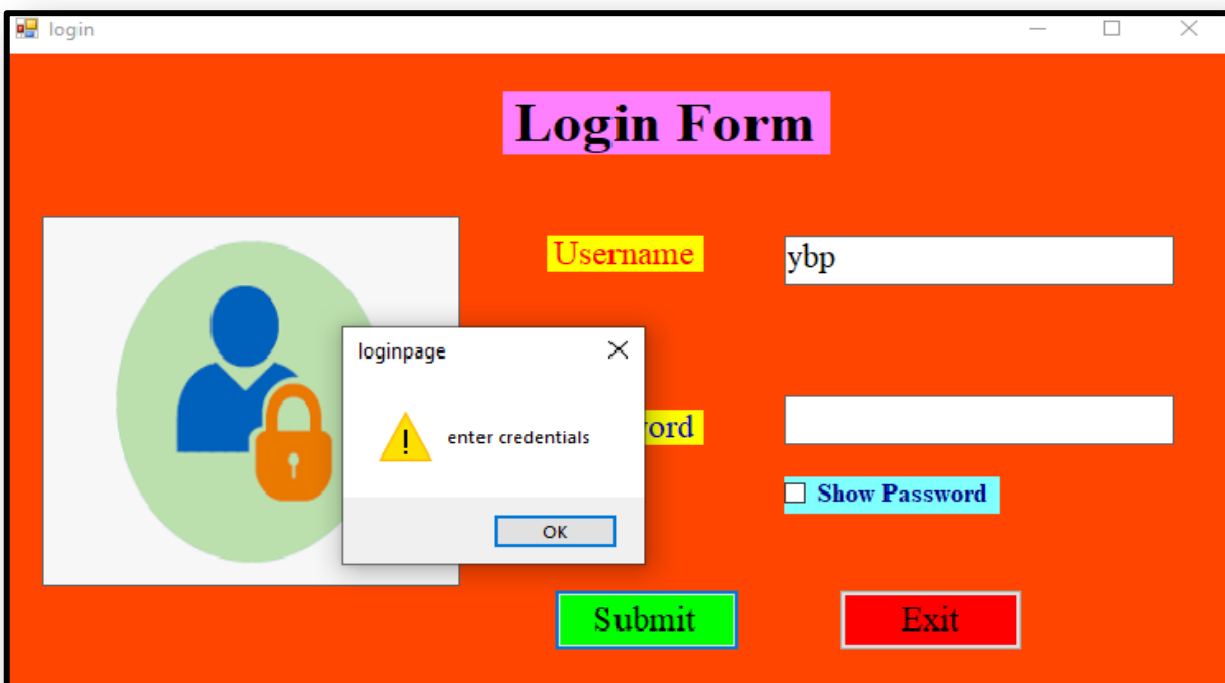 login
Login Form
Username
ybp
loginpage
enter credentials
OK
Show Password
Submit
Exit